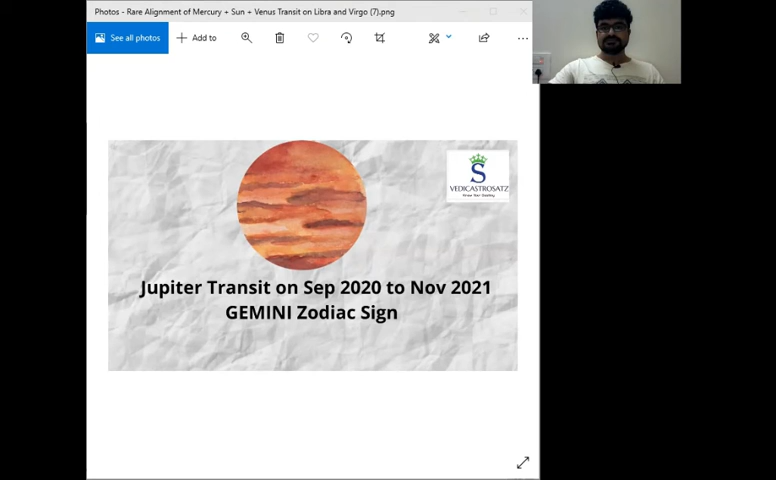 Photos - Rare Alignment of Mercury + Sun + Venus Transit on Libra and Virgo (7).png
See all photos
Add to
S
VEDICASTROSATZ
Jupiter Transit on Sep 2020 to Nov 2021
GEMINI Zodiac Sign